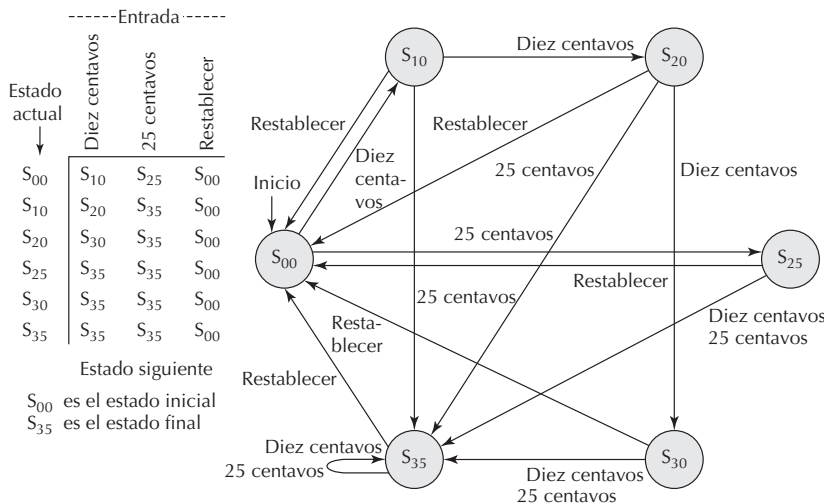 Entrada
Estado
actual
Diez centavos
25 centavos
Restablecer
S00 S10 S25 S00
S10 S20 S35 S00
S20 S30 S35 S00
S25 S35 S35 S00
S30 S35 S35 S00
S35 S35 S35 S00
Estado siguiente
S00 es el estado inicial
S35 es el estado final
S10
Diez centavos
S20
Restablecer
Restablecer
Diez
centa-
vos
25 centavos
Diez centavos
Inicio
S00
25 centavos
S25
Restablecer
25 centavos
Resta-
blecer
Diez centavos
25 centavos
Restablecer
Diez centavos
25 centavos
S35
S30
Diez centavos
25 centavos